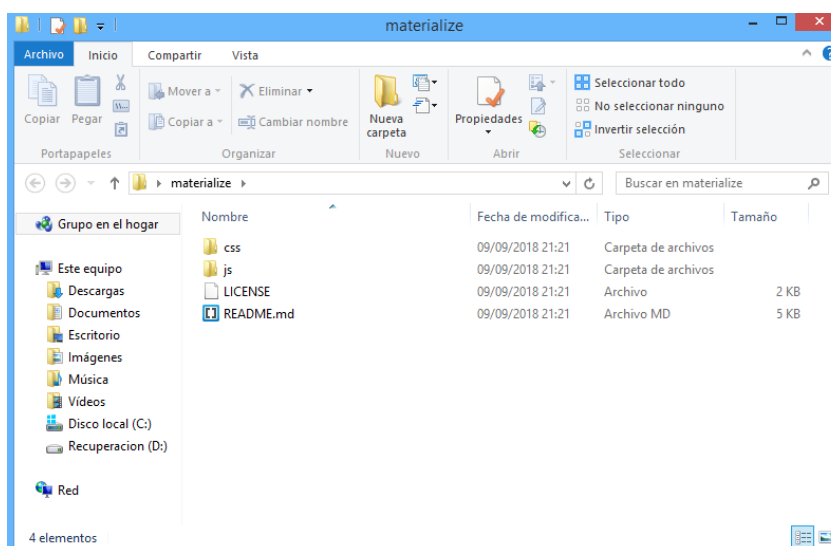 materialize
Archivo Inicio Compartir Vista
Copiar Pegar Mover a Copiar a Eliminar Cambiar nombre Nueva carpeta Propiedades Seleccionar todo No seleccionar ninguno Invertir selección
Portapapeles Organizar Nuevo Abrir Seleccionar
materialize Buscar en materialize
Nombre Fecha de modifica... Tipo Tamaño
Grupo en el hogar
Este equipo
Descargas
Documentos
Escritorio
Imágenes
Música
Vídeos
Disco local (C:)
Recuperacion (D:)
Red
css 09/09/2018 21:21 Carpeta de archivos
js 09/09/2018 21:21 Carpeta de archivos
LICENSE 09/09/2018 21:21 Archivo 2 KB
README.md 09/09/2018 21:21 Archivo MD 5 KB
4 elementos